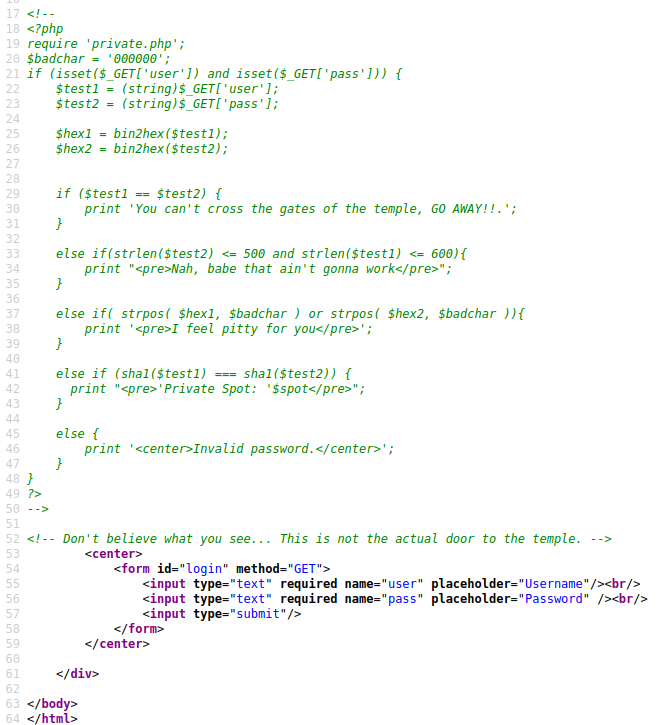 17 <!--
18 <?php
19 require 'private.php';
20 $badchar = '000000';
21 if (isset($_GET['user']) and isset($_GET['pass'])) {
22     $test1 = (string)$_GET['user'];
23     $test2 = (string)$_GET['pass'];
24
25     $hex1 = bin2hex($test1);
26     $hex2 = bin2hex($test2);
27
28
29     if ($test1 == $test2) {
30         print 'You can't cross the gates of the temple, GO AWAY!!.';
31     }
32
33     else if(strlen($test2) <= 500 and strlen($test1) <= 600){
34         print "<pre>Nah, babe that ain't gonna work</pre>";
35     }
36
37     else if( strpos( $hex1, $badchar ) or strpos( $hex2, $badchar )){
38         print '<pre>I feel pitty for you</pre>';
39     }
40
41     else if (sha1($test1) === sha1($test2)) {
42       print "<pre>'Private Spot: '$spot</pre>";
43     }
44
45     else {
46         print '<center>Invalid password.</center>';
47     }
48 }
49 ?>
50 -->
51
52 <!-- Don't believe what you see... This is not the actual door to the temple. -->
53         <center>
54             <form id="login" method="GET">
55                 <input type="text" required name="user" placeholder="Username"/><br/>
56                 <input type="text" required name="pass" placeholder="Password" /><br/>
57                 <input type="submit"/>
58             </form>
59         </center>
60
61     </div>
62
63 </body>
64 </html>